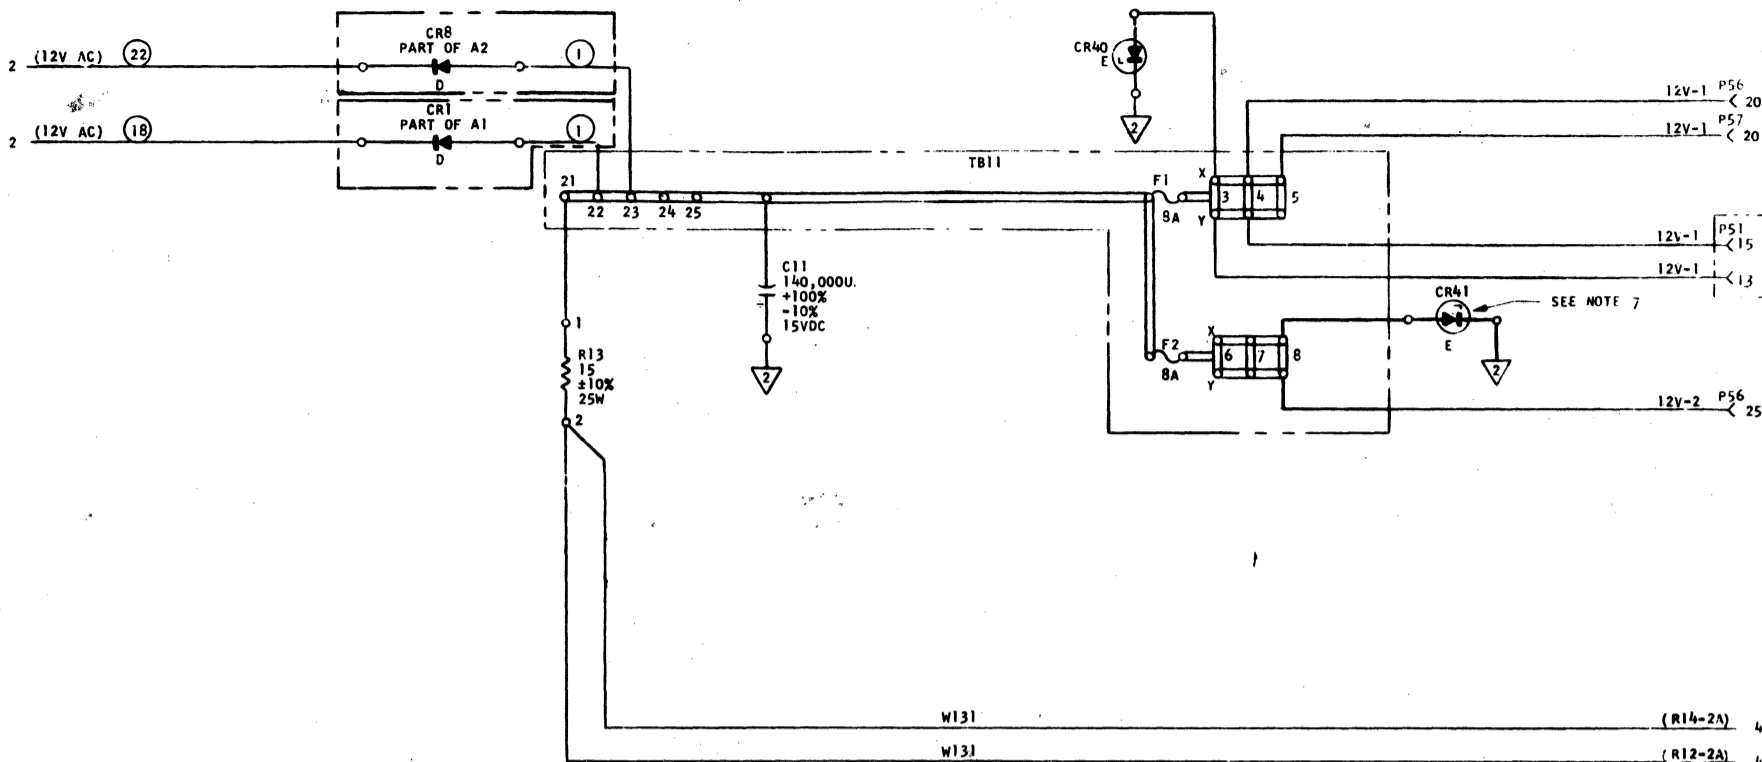 CR8
PART OF A2
2 (12V AC) 22
1
D
CR1
PART OF A1
2 (12V AC) 18
1
D
CR40
E
2
12V-1 P56 20
12V-1 P57 20
TB11
21
22 23 24 25
F1
8A
X
3 4 5
Y
12V-1 P51 15
12V-1 13
C11
140,000U.
+100%
-10%
15VDC
2
CR41
SEE NOTE 7
E
2
1
R13
15
±10%
25W
2
F2
8A
X
6 7 8
Y
12V-2 P56 25
W131 (R14-2A) 4
W131 (R12-2A)